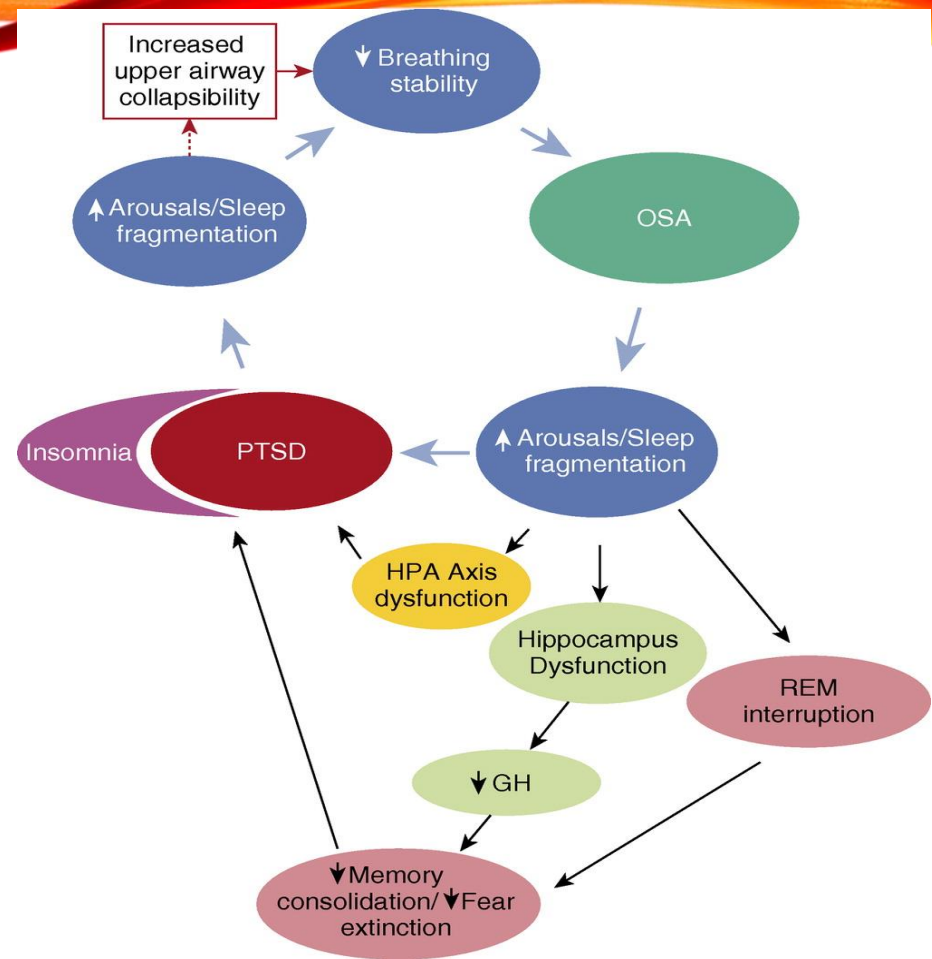 Increased
upper airway
collapsibility
↓ Breathing
stability
↑ Arousals/Sleep
fragmentation
OSA
Insomnia
PTSD
↑ Arousals/Sleep
fragmentation
HPA Axis
dysfunction
Hippocampus
Dysfunction
REM
interruption
↓ GH
↓Memory
consolidation/ ↓Fear
extinction